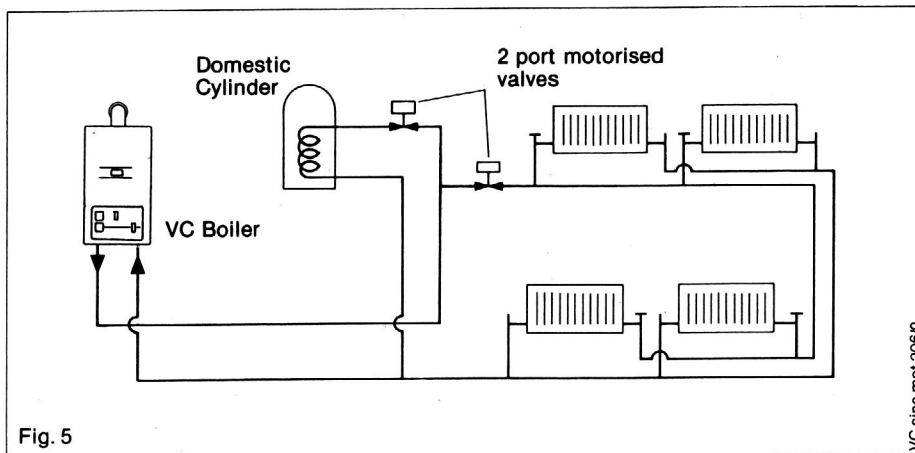 Domestic
Cylinder
2 port motorised
valves
VC Boiler
Fig. 5